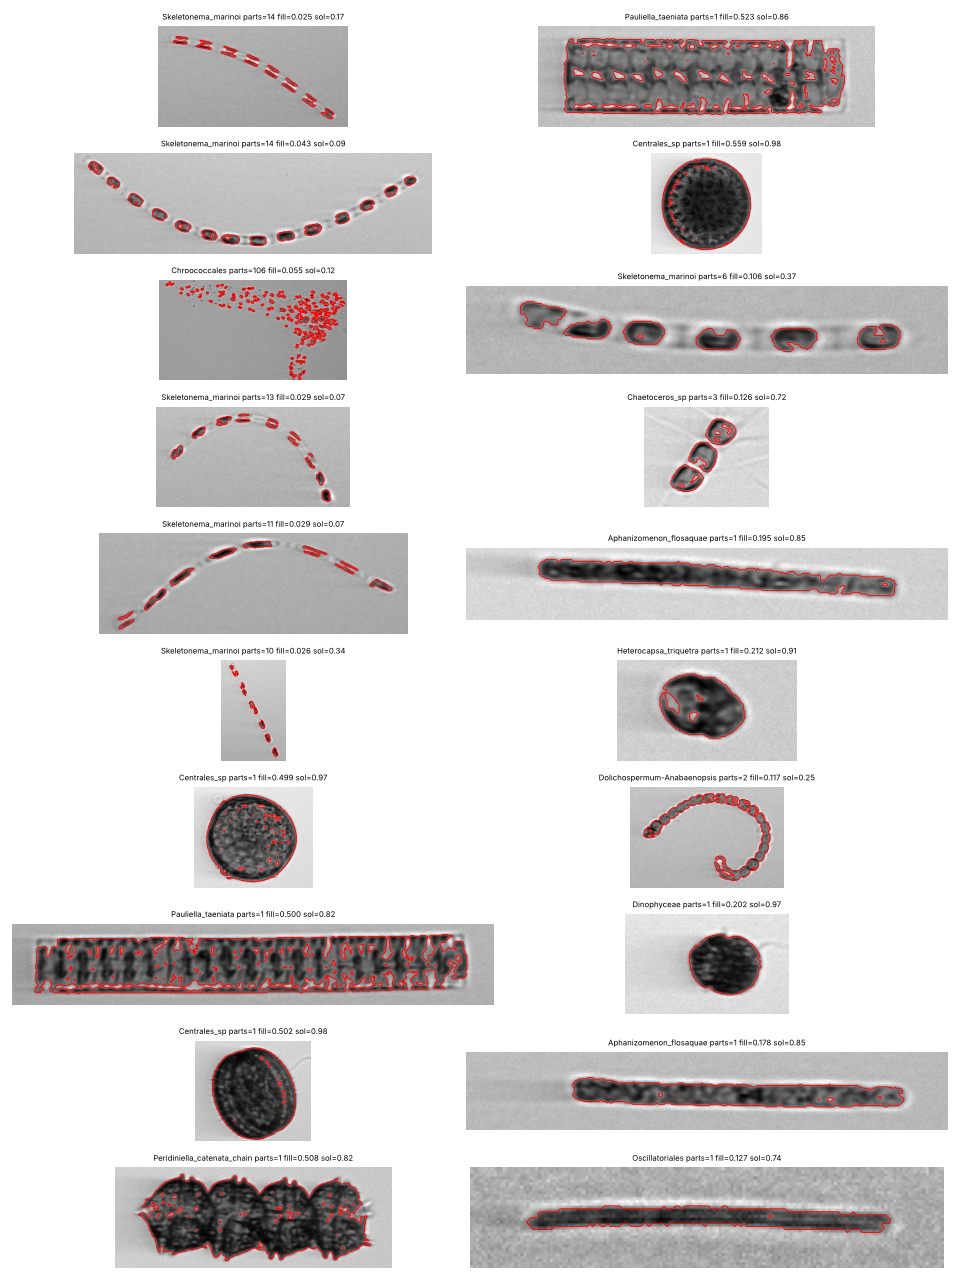 Skeletonema_marinoi parts=14 fill=0.025 sol=0.17
Pauliella_taeniata parts=1 fill=0.523 sol=0.86
Skeletonema_marinoi parts=14 fill=0.043 sol=0.09
Centrales_sp parts=1 fill=0.559 sol=0.98
Chroococcales parts=106 fill=0.055 sol=0.12
Skeletonema_marinoi parts=6 fill=0.106 sol=0.37
Skeletonema_marinoi parts=13 fill=0.029 sol=0.07
Chaetoceros_sp parts=3 fill=0.126 sol=0.72
Skeletonema_marinoi parts=11 fill=0.029 sol=0.07
Aphanizomenon_flosaquae parts=1 fill=0.195 sol=0.85
Skeletonema_marinoi parts=10 fill=0.026 sol=0.34
Heterocapsa_triquetra parts=1 fill=0.212 sol=0.91
Centrales_sp parts=1 fill=0.499 sol=0.97
Dolichospermum-Anabaenopsis parts=2 fill=0.117 sol=0.25
Pauliella_taeniata parts=1 fill=0.500 sol=0.82
Dinophyceae parts=1 fill=0.202 sol=0.97
Centrales_sp parts=1 fill=0.502 sol=0.98
Aphanizomenon_flosaquae parts=1 fill=0.178 sol=0.85
Peridiniella_catenata_chain parts=1 fill=0.508 sol=0.82
Oscillatoriales parts=1 fill=0.127 sol=0.74